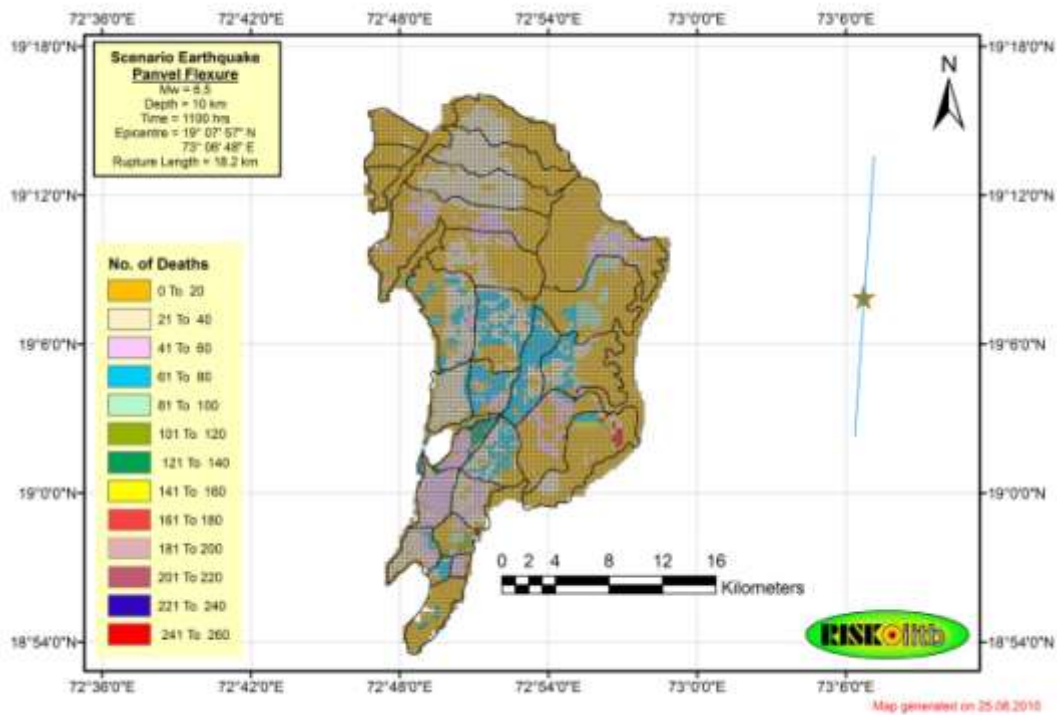 72°36'0"E 72°42'0"E 72°48'0"E 72°54'0"E 73°0'0"E 73°6'0"E
19°18'0"N 19°18'0"N
Scenario Earthquake
Panvel Flexure
Mw = 6.5
Depth = 10 km
Time = 1100 hrs
Epicentre = 19° 07' 57" N
73° 06' 48" E
Rupture Length = 18.2 km
N
19°12'0"N 19°12'0"N
No. of Deaths
0 To 20
21 To 40
41 To 60
61 To 80
81 To 100
101 To 120
121 To 140
141 To 160
161 To 180
181 To 200
201 To 220
221 To 240
241 To 260
19°6'0"N 19°6'0"N
19°0'0"N 19°0'0"N
0 2 4 8 12 16
Kilometers
18°54'0"N 18°54'0"N
RISK iitb
72°36'0"E 72°42'0"E 72°48'0"E 72°54'0"E 73°0'0"E 73°6'0"E
Map generated on 25.08.2010